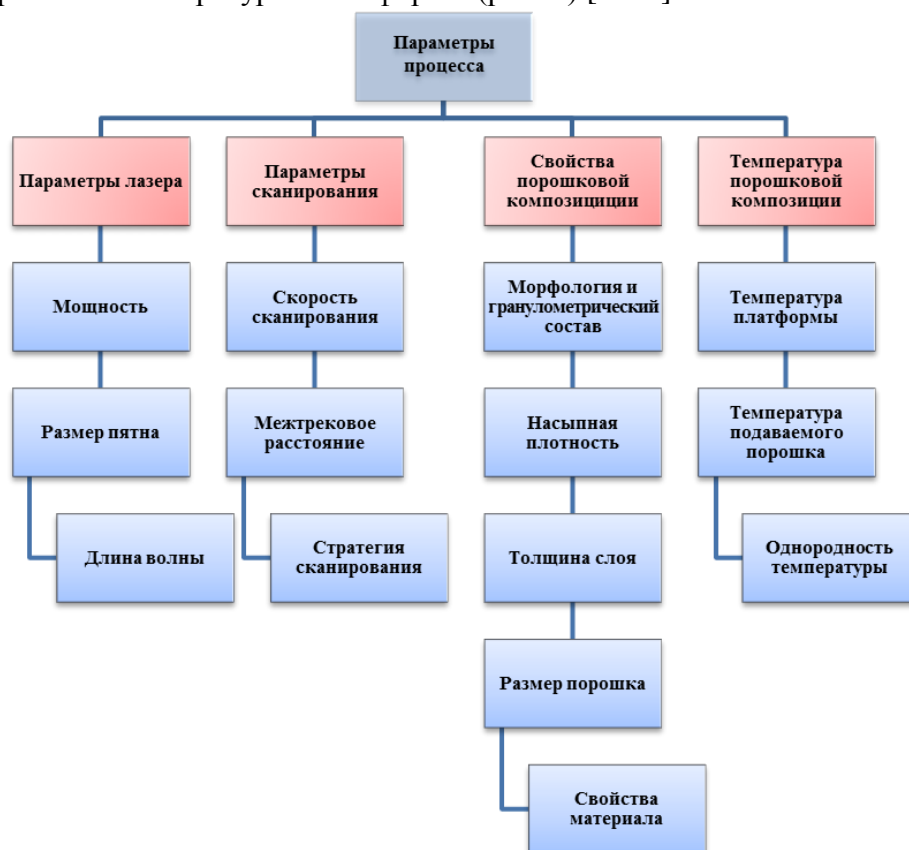 Параметры
процесса
Параметры лазера
Параметры
сканирования
Свойства
порошковой
композициции
Температура
порошковой
композиции
Мощность
Скорость
сканирования
Морфология и
гранулометрический
состав
Температура
платформы
Размер пятна
Межтрековое
расстояние
Насыпная
плотность
Температура
подаваемого
порошка
Длина волны
Стратегия
сканирования
Толщина слоя
Однородность
температуры
Размер порошка
Свойства
материала